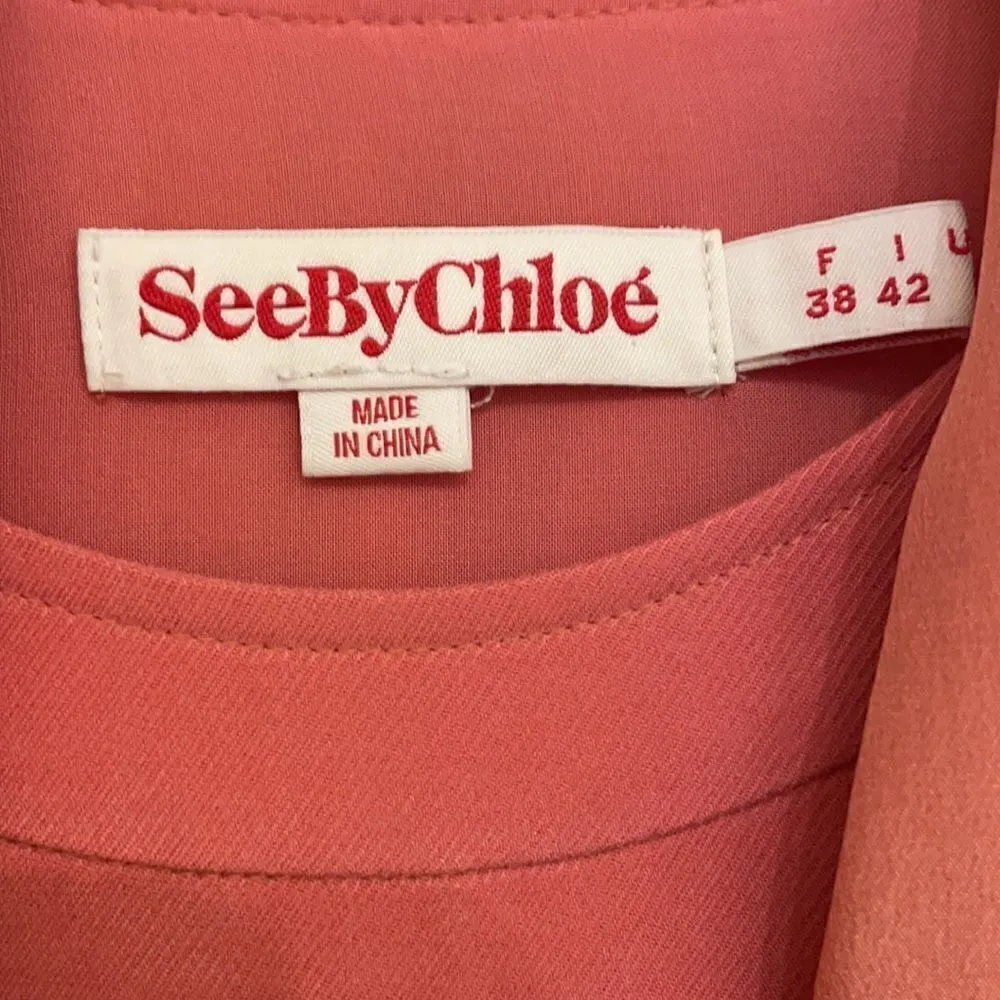 SeeByChloé
MADE
IN CHINA
F I U
38 42